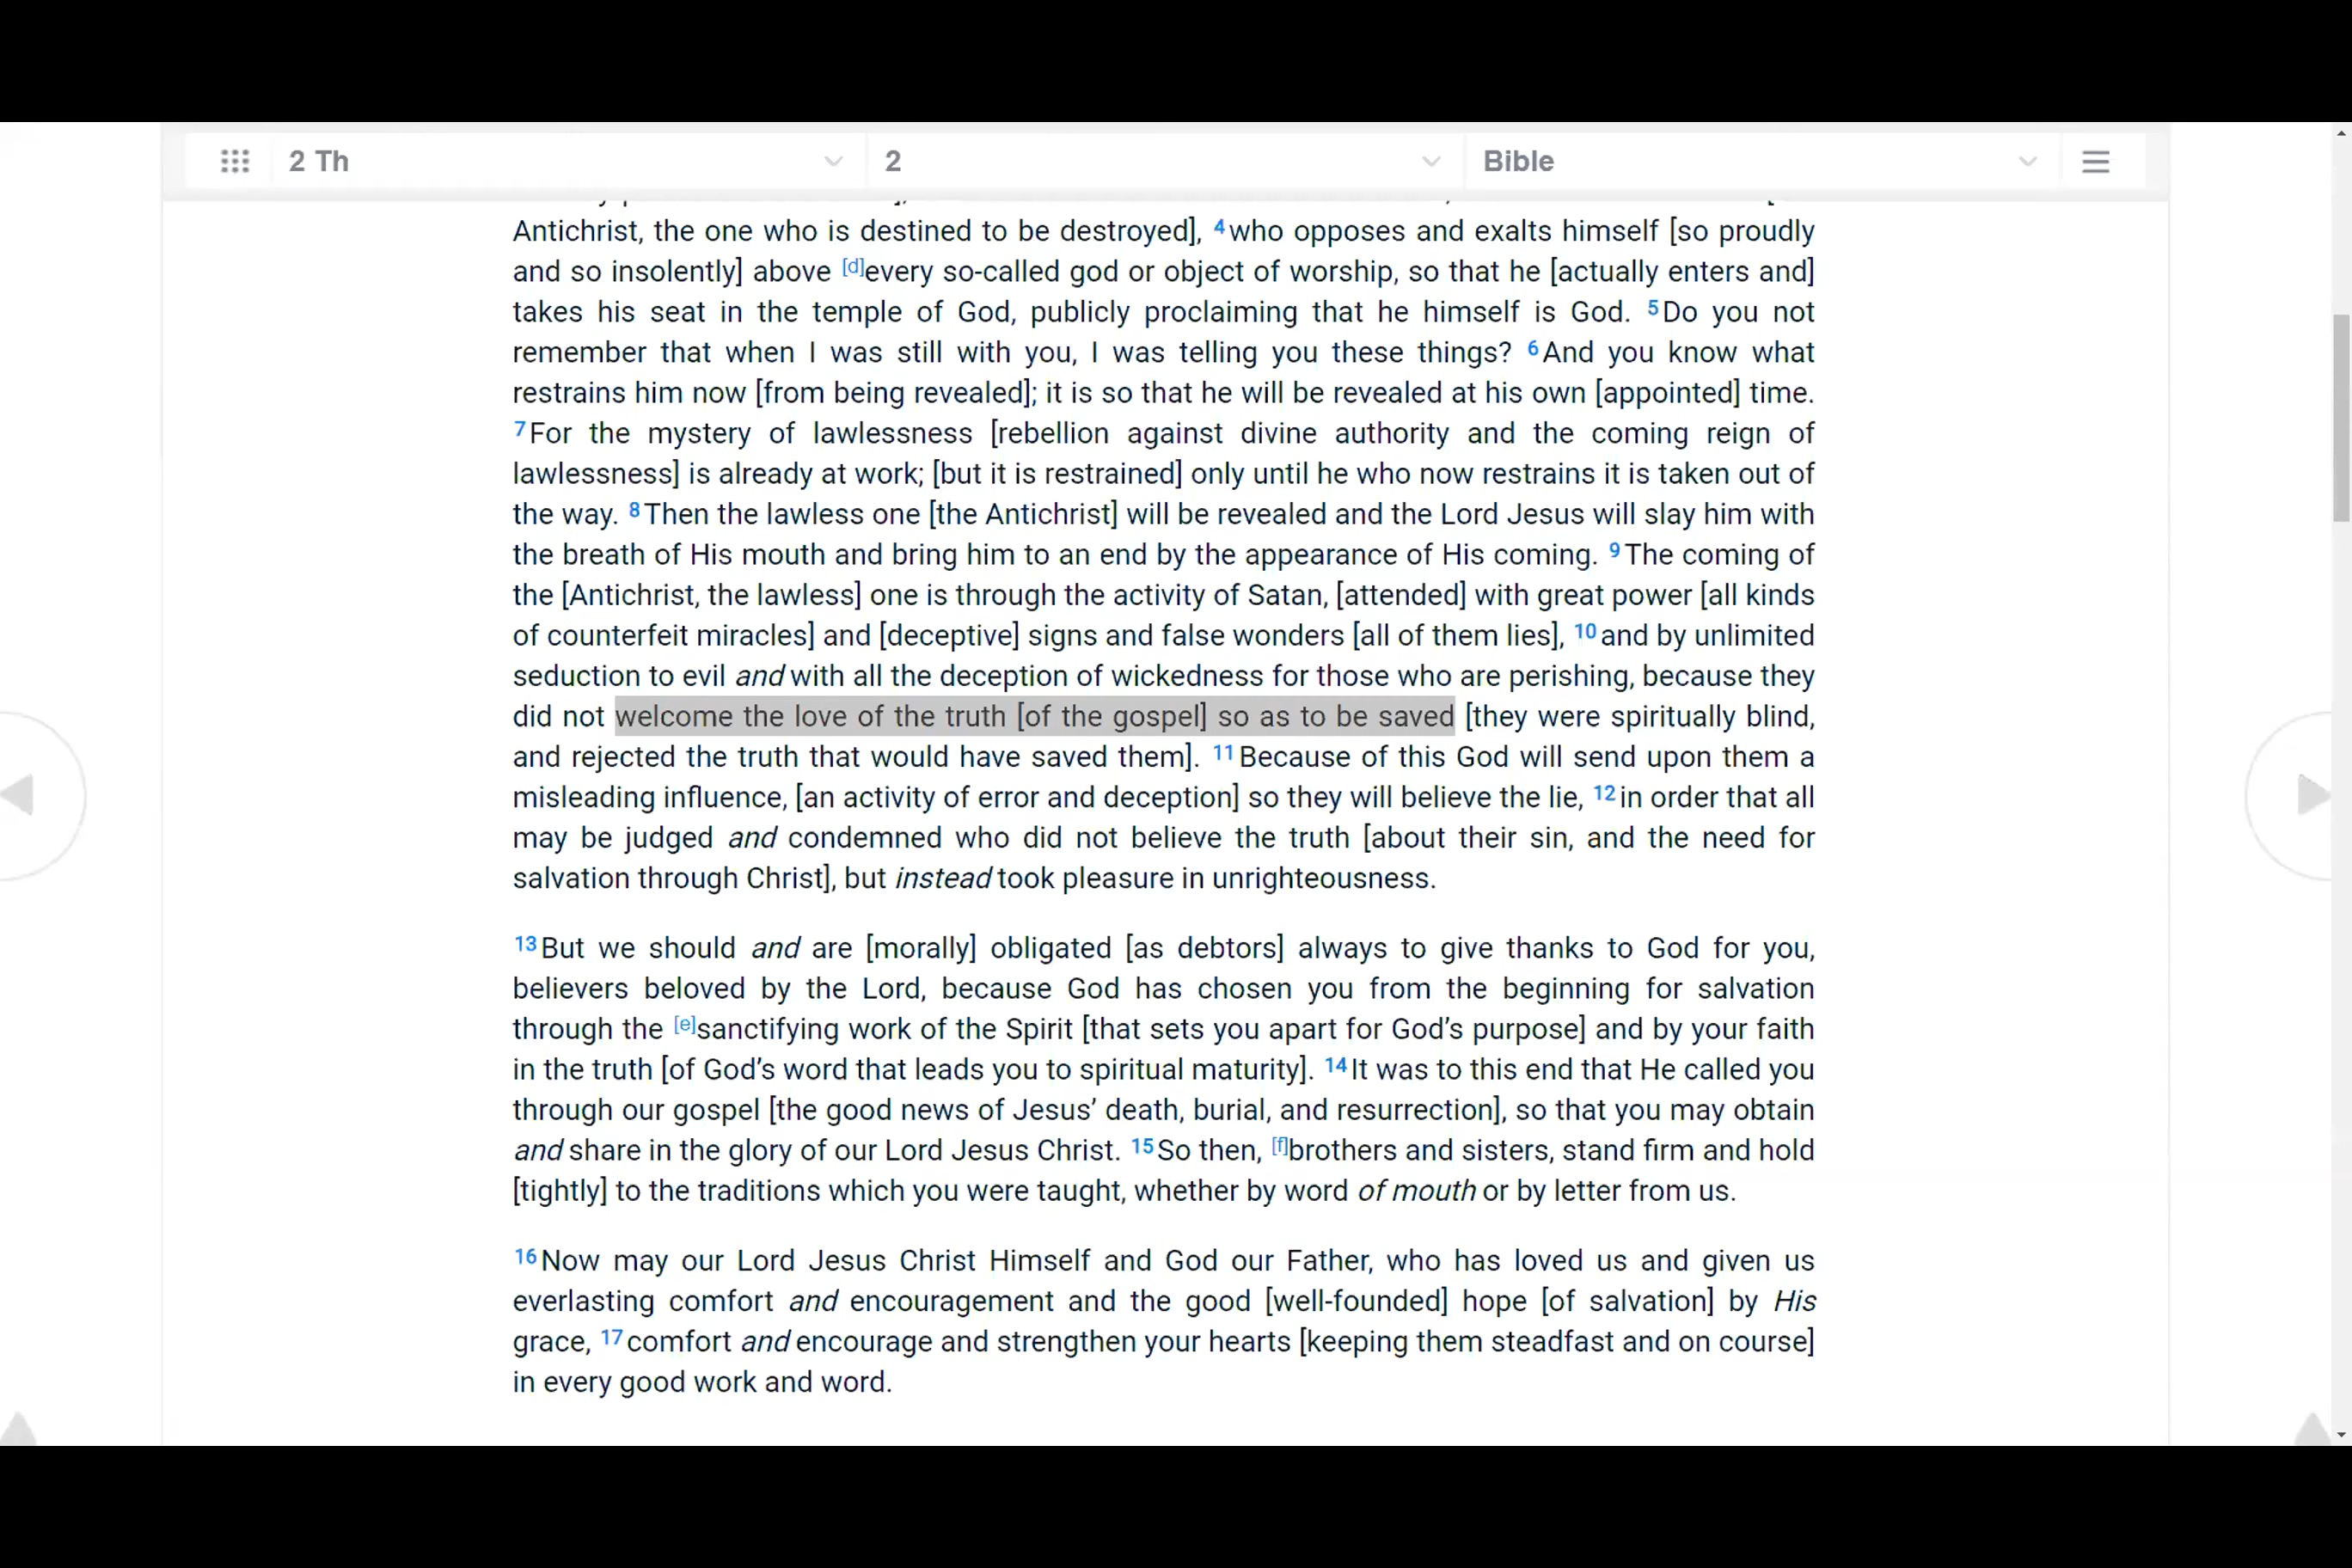 2 Th
2
Bible
Antichrist, the one who is destined to be destroyed], 4 who opposes and exalts himself [so proudly
and so insolently] above [d]every so-called god or object of worship, so that he [actually enters and]
takes his seat in the temple of God, publicly proclaiming that he himself is God. 5 Do you not
remember that when I was still with you, I was telling you these things? 6 And you know what
restrains him now [from being revealed]; it is so that he will be revealed at his own [appointed] time.
7 For the mystery of lawlessness [rebellion against divine authority and the coming reign of
lawlessness] is already at work; [but it is restrained] only until he who now restrains it is taken out of
the way. 8 Then the lawless one [the Antichrist] will be revealed and the Lord Jesus will slay him with
the breath of His mouth and bring him to an end by the appearance of His coming. 9 The coming of
the [Antichrist, the lawless] one is through the activity of Satan, [attended] with great power [all kinds
of counterfeit miracles] and [deceptive] signs and false wonders [all of them lies], 10 and by unlimited
seduction to evil and with all the deception of wickedness for those who are perishing, because they
did not welcome the love of the truth [of the gospel] so as to be saved [they were spiritually blind,
and rejected the truth that would have saved them]. 11 Because of this God will send upon them a
misleading influence, [an activity of error and deception] so they will believe the lie, 12 in order that all
may be judged and condemned who did not believe the truth [about their sin, and the need for
salvation through Christ], but instead took pleasure in unrighteousness.
13 But we should and are [morally] obligated [as debtors] always to give thanks to God for you,
believers beloved by the Lord, because God has chosen you from the beginning for salvation
through the [e]sanctifying work of the Spirit [that sets you apart for God’s purpose] and by your faith
in the truth [of God’s word that leads you to spiritual maturity]. 14 It was to this end that He called you
through our gospel [the good news of Jesus’ death, burial, and resurrection], so that you may obtain
and share in the glory of our Lord Jesus Christ. 15 So then, [f]brothers and sisters, stand firm and hold
[tightly] to the traditions which you were taught, whether by word of mouth or by letter from us.
16 Now may our Lord Jesus Christ Himself and God our Father, who has loved us and given us
everlasting comfort and encouragement and the good [well-founded] hope [of salvation] by His
grace, 17 comfort and encourage and strengthen your hearts [keeping them steadfast and on course]
in every good work and word.